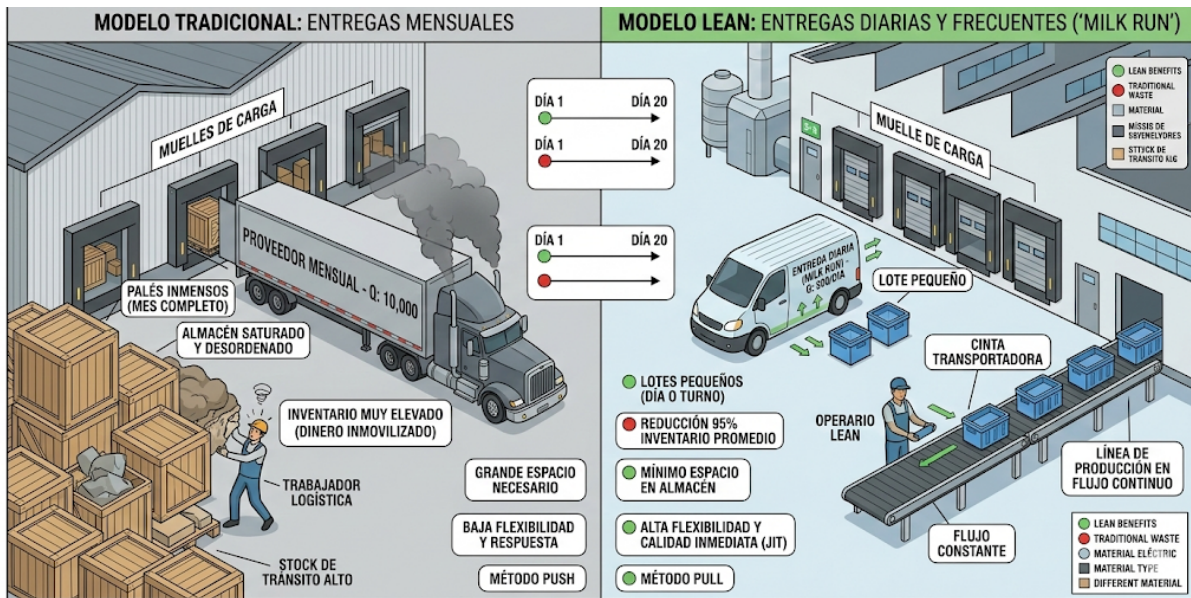 MODELO TRADICIONAL: ENTREGAS MENSUALES
MUELLES DE CARGA
PROVEEDOR MENSUAL - Q: 10,000
PALÉS INMENSOS
(MES COMPLETO)
ALMACÉN SATURADO
Y DESORDENADO
INVENTARIO MUY ELEVADO
(DINERO INMOVILIZADO)
TRABAJADOR
LOGÍSTICA
STOCK DE
TRÁNSITO ALTO
GRANDE ESPACIO
NECESARIO
BAJA FLEXIBILIDAD
Y RESPUESTA
MÉTODO PUSH
DÍA 1 DÍA 20
DÍA 1 DÍA 20
DÍA 1 DÍA 20
MODELO LEAN: ENTREGAS DIARIAS Y FRECUENTES ('MILK RUN')
LEAN BENEFITS
TRADITIONAL
WASTE
MATERIAL
MUELLE DE CARGA
ENTREDA DIARIA
(MILK RUN) -
LOTE PEQUEÑO
CINTA
TRANSPORTADORA
OPERARIO
LEAN
LÍNEA DE
PRODUCCIÓN EN
FLUJO CONTINUO
FLUJO
CONSTANTE
LOTES PEQUEÑOS
(DÍA O TURNO)
REDUCCIÓN 95%
INVENTARIO PROMEDIO
MÍNIMO ESPACIO
EN ALMACÉN
ALTA FLEXIBILIDAD Y
CALIDAD INMEDIATA (JIT)
MÉTODO PULL
LEAN BENEFITS
TRADITIONAL WASTE
MATERIAL ELÉCTRIC
MATERIAL TYPE
DIFFERENT MATERIAL